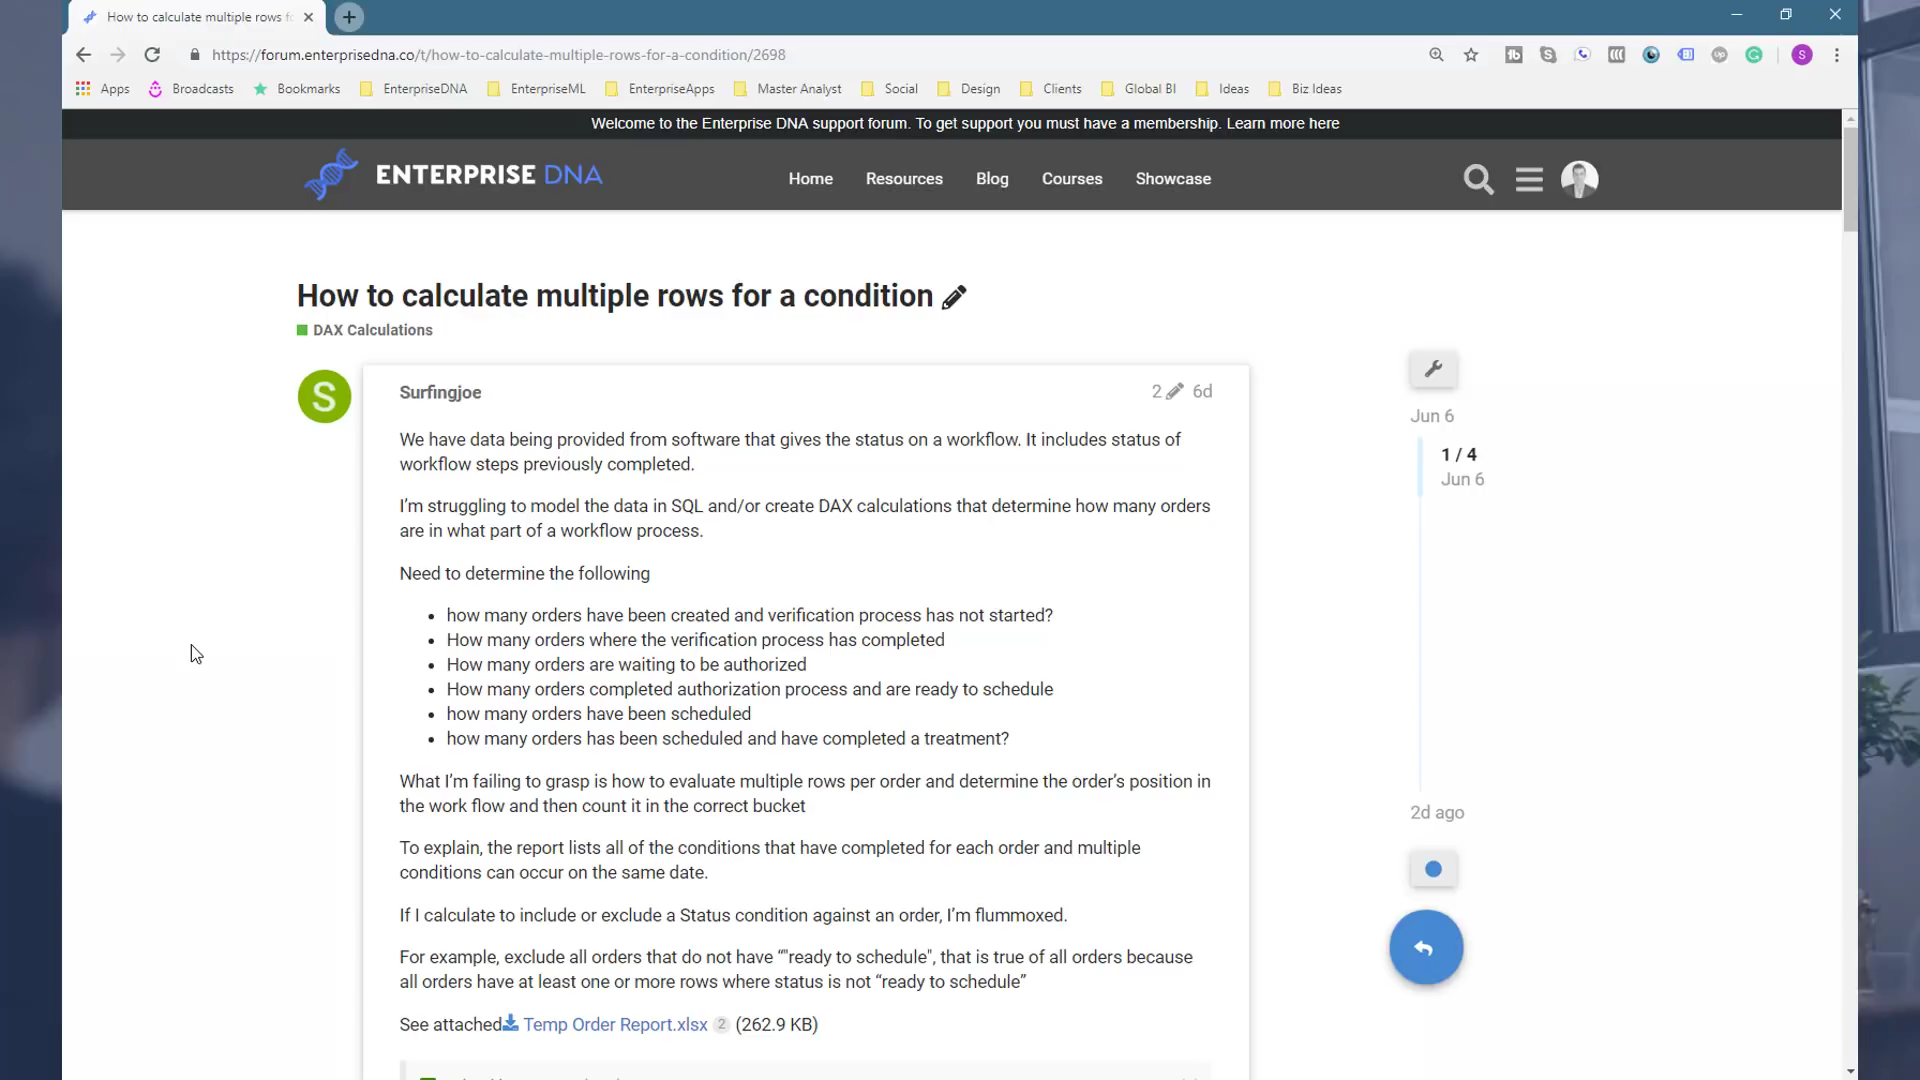 How to calculate multiple rows fo
https://forum.enterprisedna.co/t/how-to-calculate-multiple-rows-for-a-condition/2698
Apps Broadcasts Bookmarks EnterpriseDNA EnterpriseML EnterpriseApps Master Analyst Social Design Clients Global BI Ideas Biz Ideas
Welcome to the Enterprise DNA support forum. To get support you must have a membership. Learn more here
ENTERPRISE DNA Home Resources Blog Courses Showcase
How to calculate multiple rows for a condition
DAX Calculations
S
Surfingjoe 2 6d
We have data being provided from software that gives the status on a workflow. It includes status of
workflow steps previously completed.
I'm struggling to model the data in SQL and/or create DAX calculations that determine how many orders
are in what part of a workflow process.
Need to determine the following
• how many orders have been created and verification process has not started?
• How many orders where the verification process has completed
• How many orders are waiting to be authorized
• How many orders completed authorization process and are ready to schedule
• how many orders have been scheduled
• how many orders has been scheduled and have completed a treatment?
What I'm failing to grasp is how to evaluate multiple rows per order and determine the order's position in
the work flow and then count it in the correct bucket
To explain, the report lists all of the conditions that have completed for each order and multiple
conditions can occur on the same date.
If I calculate to include or exclude a Status condition against an order, I'm flummoxed.
For example, exclude all orders that do not have “"ready to schedule", that is true of all orders because
all orders have at least one or more rows where status is not “ready to schedule”
See attached Temp Order Report.xlsx 2 (262.9 KB)
Jun 6
1 / 4
Jun 6
2d ago